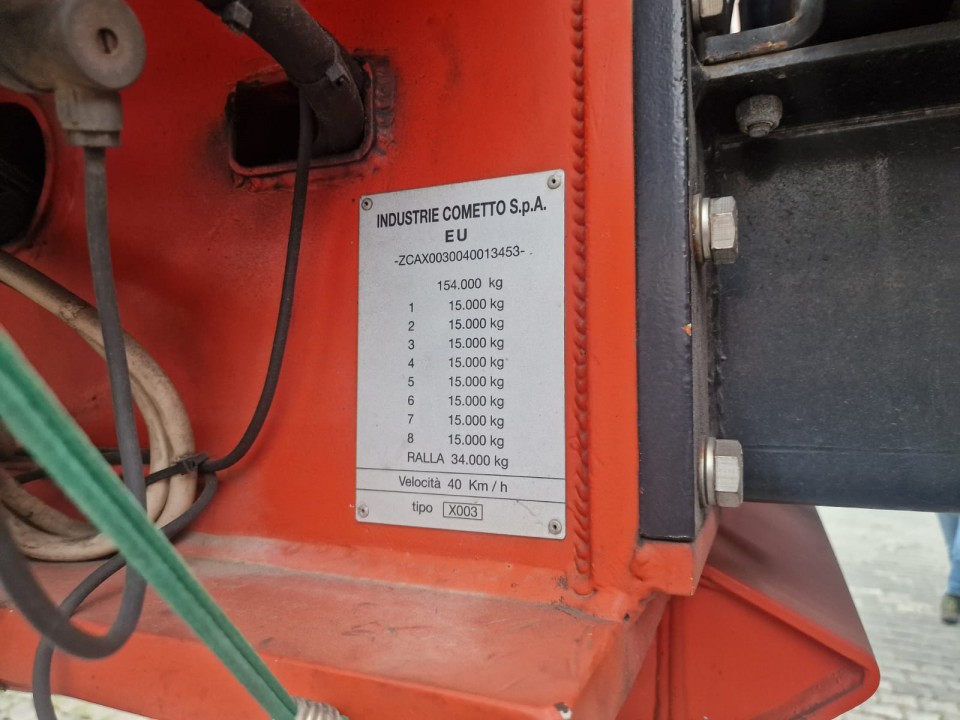 INDUSTRIE COMETTO S.p.A.
EU
-ZCAX0030040013453-
154.000 kg
1 15.000 kg
2 15.000 kg
3 15.000 kg
4 15.000 kg
5 15.000 kg
6 15.000 kg
7 15.000 kg
8 15.000 kg
RALLA 34.000 kg
Velocità 40 Km/h
tipo X003